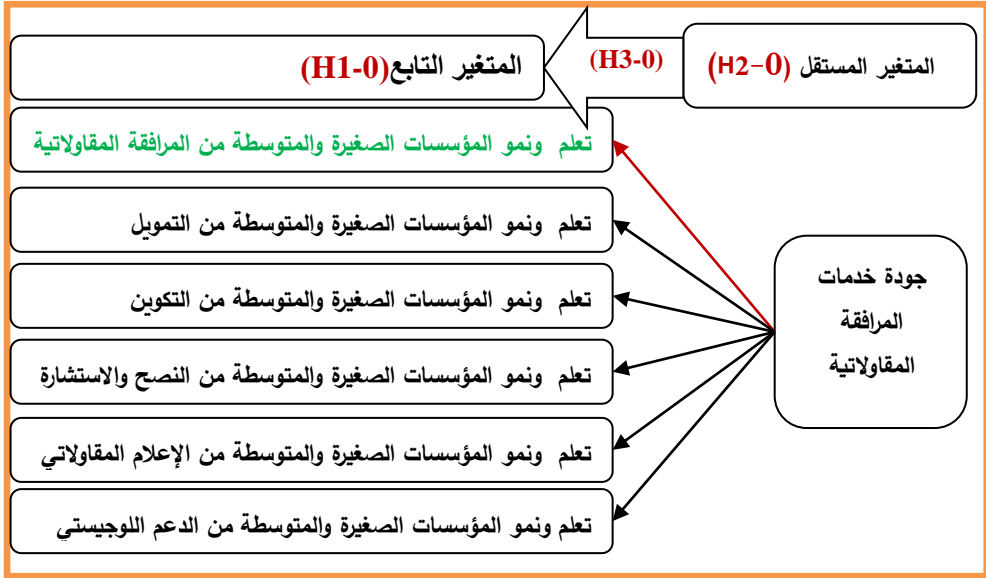 المتغير المستقل (H2-0)
(H3-0)
المتغير التابع(H1-0)
تعلم ونمو المؤسسات الصغيرة والمتوسطة من المرافقة المقاولاتية
تعلم ونمو المؤسسات الصغيرة والمتوسطة من التمويل
تعلم ونمو المؤسسات الصغيرة والمتوسطة من التكوين
تعلم ونمو المؤسسات الصغيرة والمتوسطة من النصح والاستشارة
تعلم ونمو المؤسسات الصغيرة والمتوسطة من الإعلام المقاولاتي
تعلم ونمو المؤسسات الصغيرة والمتوسطة من الدعم اللوجيستي
جودة خدمات
المرافقة
المقاولاتية